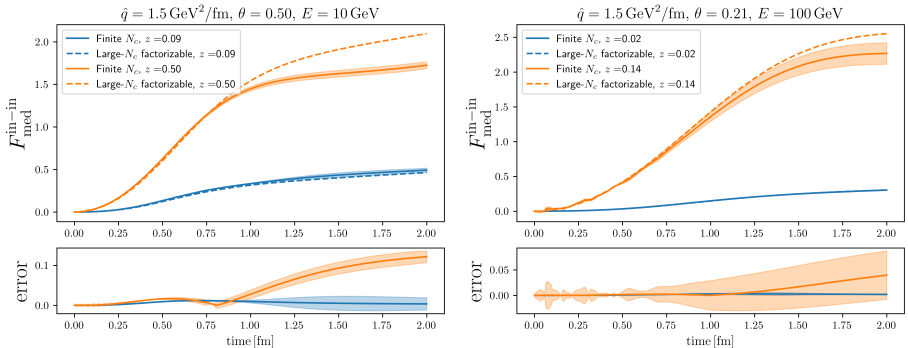 q̂ = 1.5 GeV²/fm, θ = 0.50, E = 10 GeV
Finite N_c, z =0.09
Large-N_c factorizable, z =0.09
Finite N_c, z =0.50
Large-N_c factorizable, z =0.50
F_med^in−in
2.0
1.5
1.0
0.5
0.0
0.00 0.25 0.50 0.75 1.00 1.25 1.50 1.75 2.00
error
0.1
0.0
0.00 0.25 0.50 0.75 1.00 1.25 1.50 1.75 2.00
time [fm]
q̂ = 1.5 GeV²/fm, θ = 0.21, E = 100 GeV
Finite N_c, z =0.02
Large-N_c factorizable, z =0.02
Finite N_c, z =0.14
Large-N_c factorizable, z =0.14
F_med^in−in
2.5
2.0
1.5
1.0
0.5
0.0
0.00 0.25 0.50 0.75 1.00 1.25 1.50 1.75 2.00
error
0.05
0.00
0.00 0.25 0.50 0.75 1.00 1.25 1.50 1.75 2.00
time [fm]